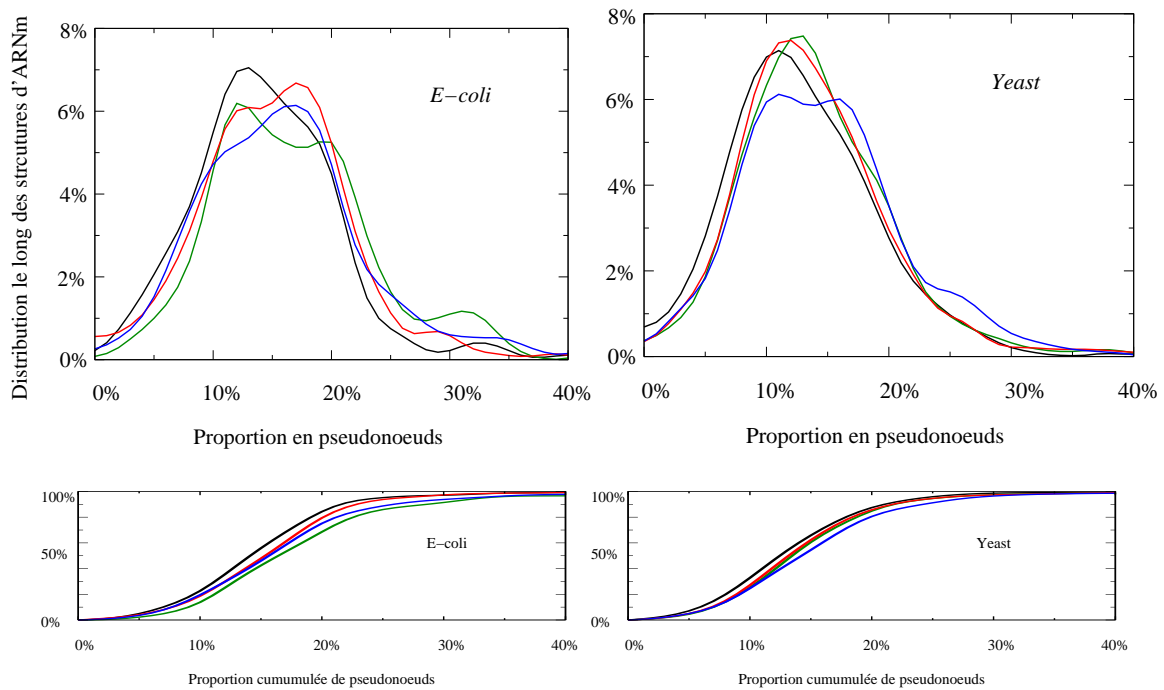 Distribution le long des strcutures d'ARNm
8%
6%
4%
2%
0%
E−coli
0% 10% 20% 30% 40%
Proportion en pseudonoeuds
8%
6%
4%
2%
0%
Yeast
0% 10% 20% 30% 40%
Proportion en pseudonoeuds
100%
50%
0%
E−coli
0% 10% 20% 30% 40%
Proportion cumumulée de pseudonoeuds
100%
50%
0%
Yeast
0% 10% 20% 30% 40%
Proportion cumumulée de pseudonoeuds